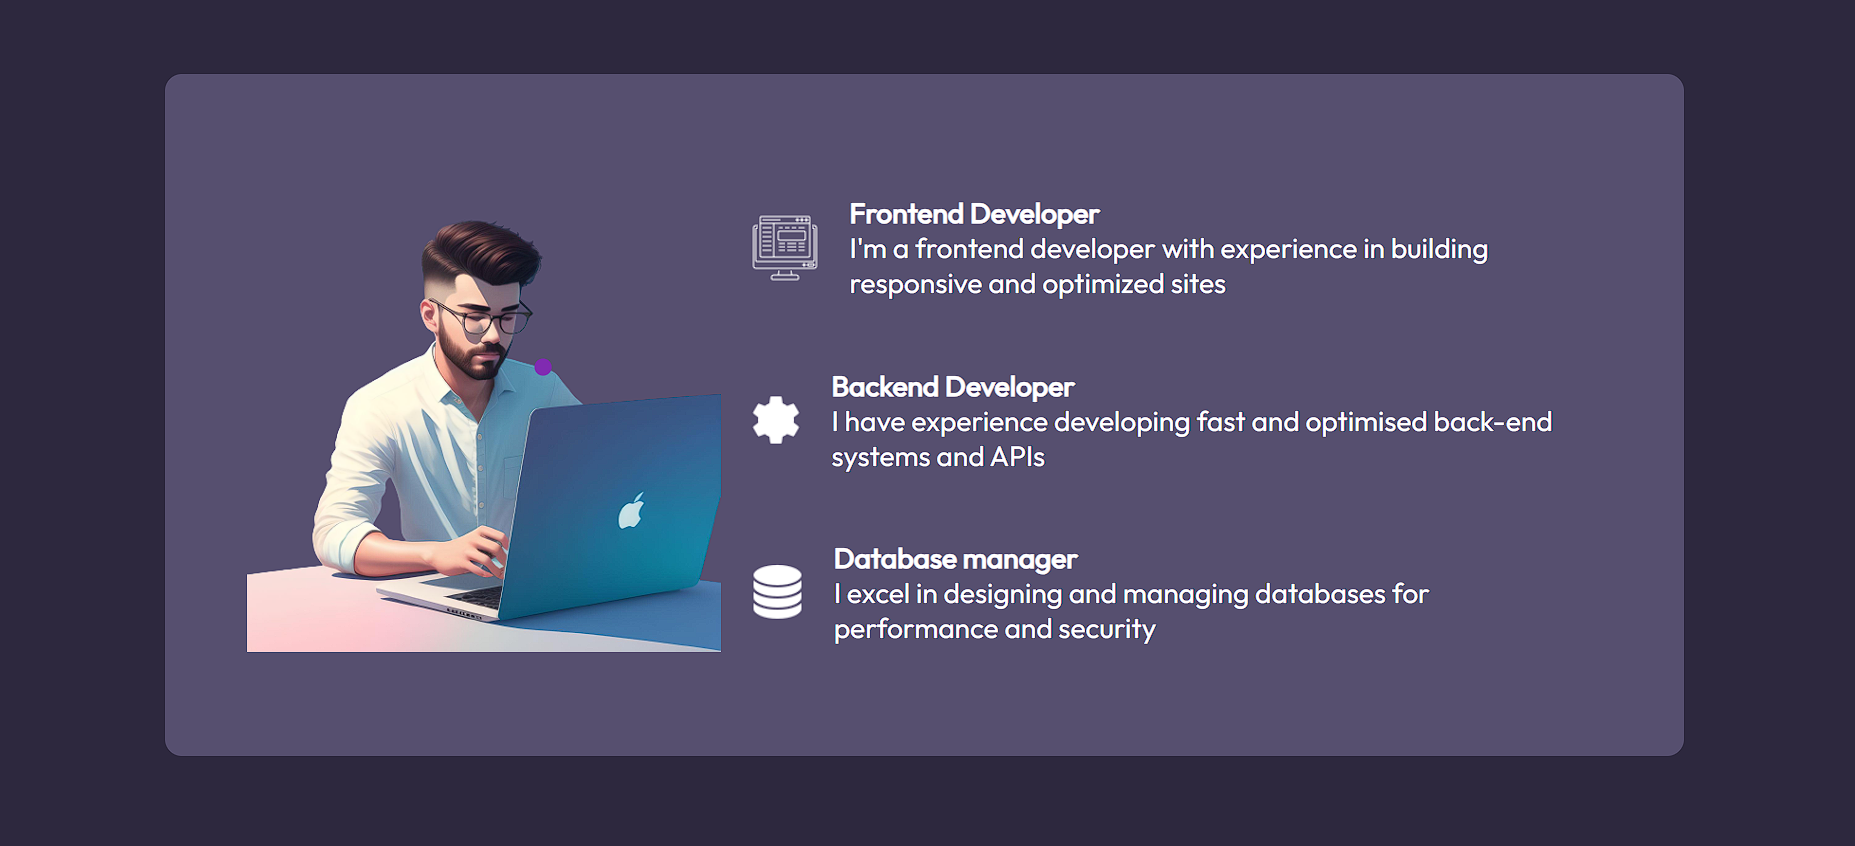 Frontend Developer
I'm a frontend developer with experience in building
responsive and optimized sites
Backend Developer
I have experience developing fast and optimised back-end
systems and APIs
Database manager
I excel in designing and managing databases for
performance and security